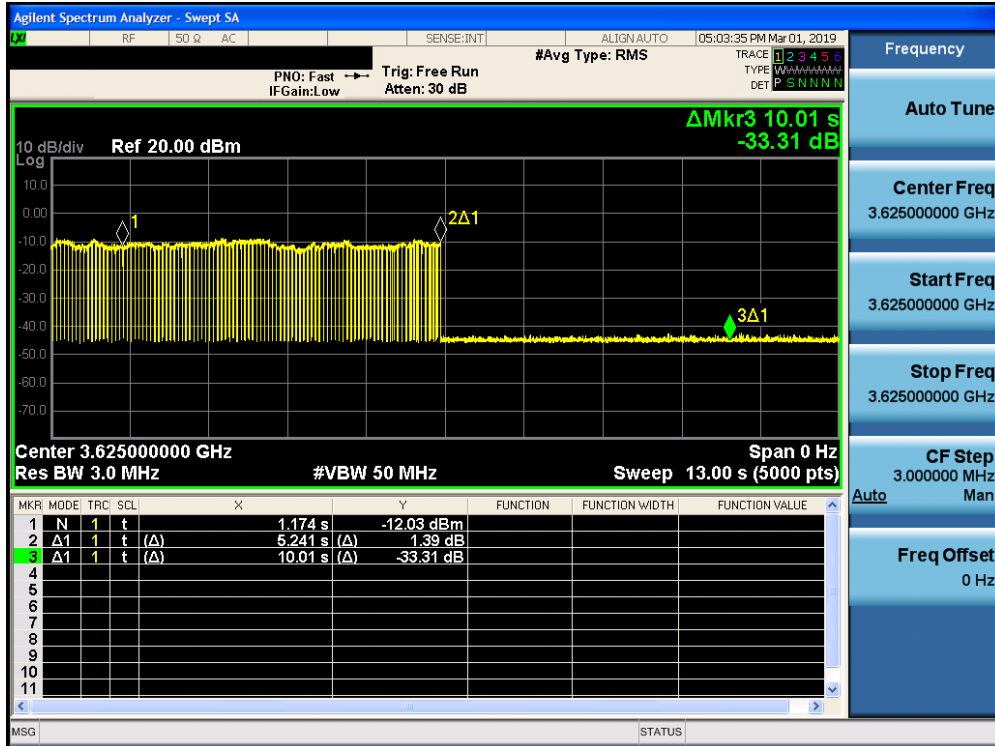 Agilent Spectrum Analyzer - Swept SA
LXI RF 50 Ω AC SENSE:INT ALIGN AUTO 05:03:35 PM Mar 01, 2019
#Avg Type: RMS
TRACE 1 2 3 4 5 6
TYPE WWWWWW
DET P S N N N N
PNO: Fast
IFGain:Low
Trig: Free Run
Atten: 30 dB
ΔMkr3 10.01 s
-33.31 dB
10 dB/div Ref 20.00 dBm
Log
10.0
0.00
-10.0
-20.0
-30.0
-40.0
-50.0
-60.0
-70.0
1
2Δ1
3Δ1
Center 3.625000000 GHz Span 0 Hz
Res BW 3.0 MHz #VBW 50 MHz Sweep 13.00 s (5000 pts)
MKR MODE TRC SCL X Y FUNCTION FUNCTION WIDTH FUNCTION VALUE
1 N 1 t 1.174 s -12.03 dBm
2 Δ1 1 t (Δ) 5.241 s (Δ) 1.39 dB
3 Δ1 1 t (Δ) 10.01 s (Δ) -33.31 dB
4
5
6
7
8
9
10
11
MSG STATUS
Frequency
Auto Tune
Center Freq
3.625000000 GHz
Start Freq
3.625000000 GHz
Stop Freq
3.625000000 GHz
CF Step
3.000000 MHz
Auto Man
Freq Offset
0 Hz